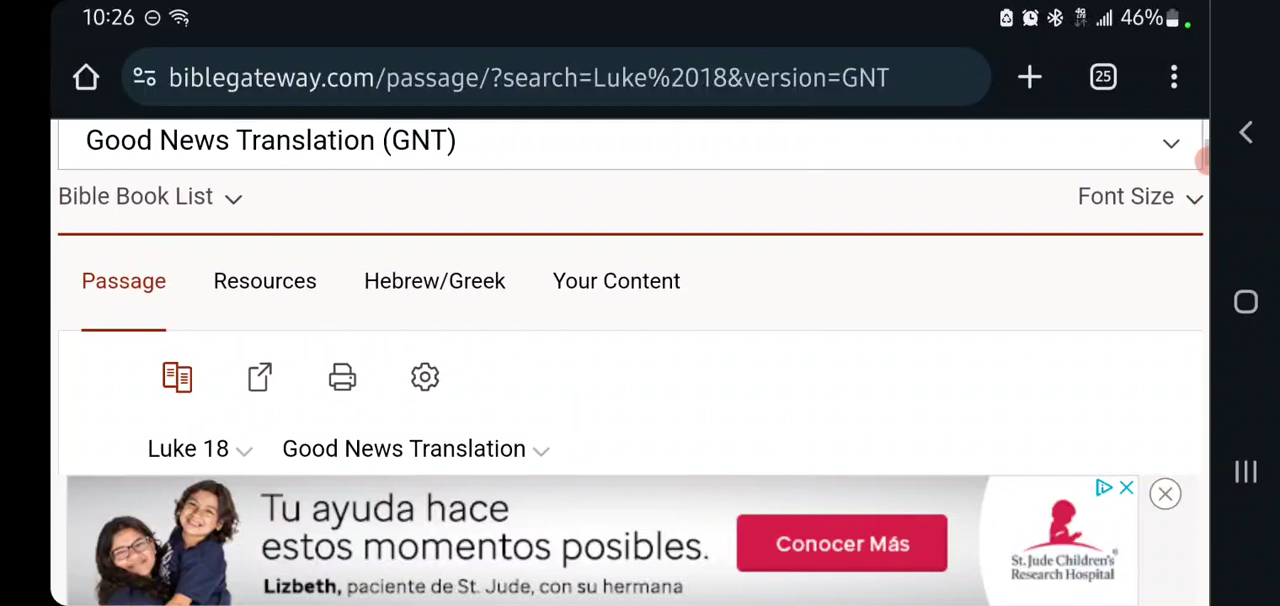 10:26 46%
biblegateway.com/passage/?search=Luke%2018&version=GNT 25
Good News Translation (GNT)
Bible Book List Font Size
Passage Resources Hebrew/Greek Your Content
Luke 18 Good News Translation
Tu ayuda hace
estos momentos posibles.
Lizbeth, paciente de St. Jude, con su hermana
Conocer Más
St. Jude Children's
Research Hospital